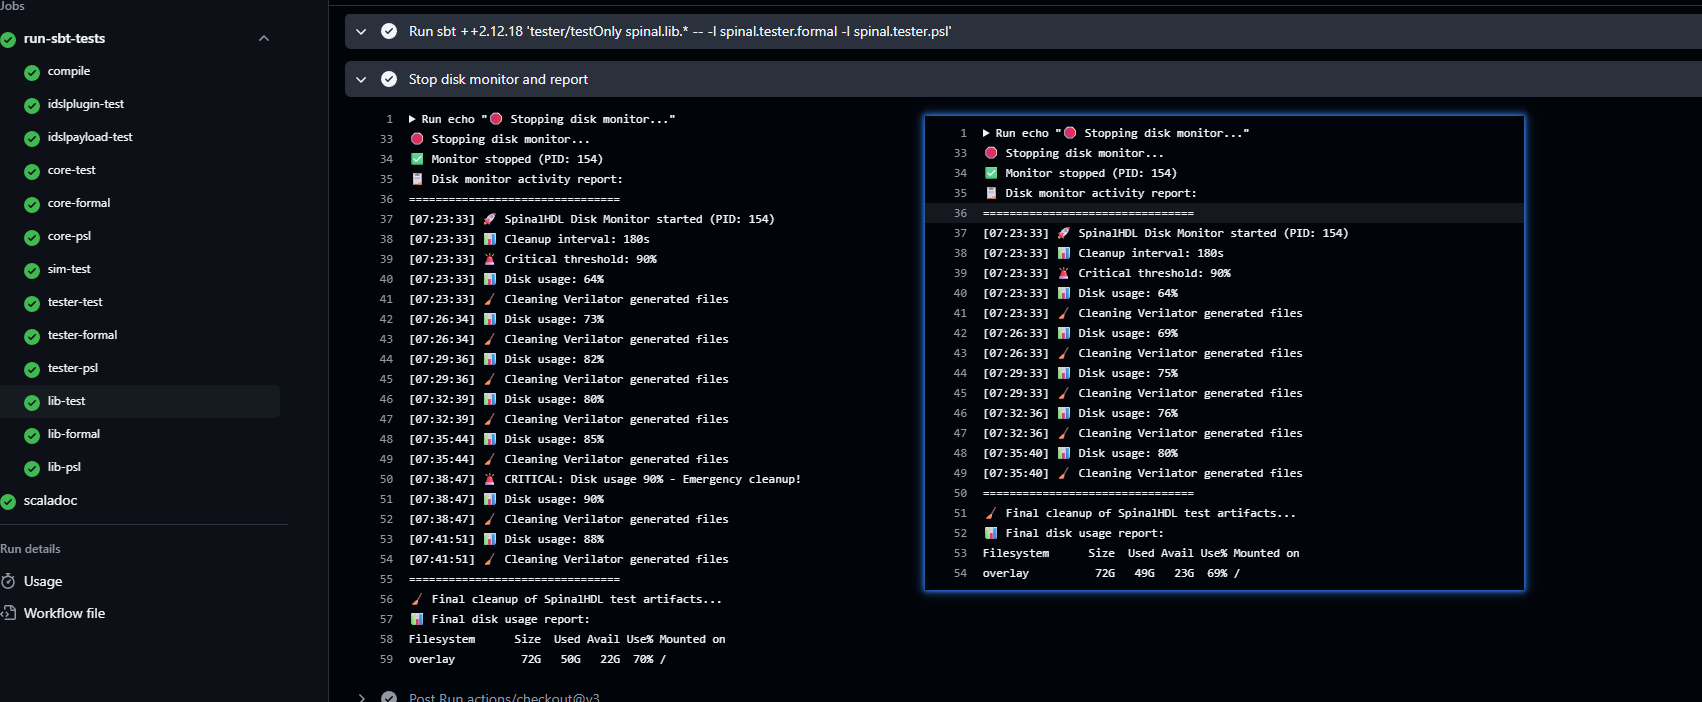 Jobs
run-sbt-tests
compile
idslplugin-test
idslpayload-test
core-test
core-formal
core-psl
sim-test
tester-test
tester-formal
tester-psl
lib-test
lib-formal
lib-psl
scaladoc
Run details
Usage
Workflow file
Run sbt ++2.12.18 'tester/testOnly spinal.lib.* -- -l spinal.tester.formal -l spinal.tester.psl'
Stop disk monitor and report
1 ▶ Run echo "🛑 Stopping disk monitor..."
33 🛑 Stopping disk monitor...
34 ✅ Monitor stopped (PID: 154)
35 📋 Disk monitor activity report:
36 ================================
37 [07:23:33] 🚀 SpinalHDL Disk Monitor started (PID: 154)
38 [07:23:33] 📊 Cleanup interval: 180s
39 [07:23:33] 🚨 Critical threshold: 90%
40 [07:23:33] 📊 Disk usage: 64%
41 [07:23:33] 🧹 Cleaning Verilator generated files
42 [07:26:34] 📊 Disk usage: 73%
43 [07:26:34] 🧹 Cleaning Verilator generated files
44 [07:29:36] 📊 Disk usage: 82%
45 [07:29:36] 🧹 Cleaning Verilator generated files
46 [07:32:39] 📊 Disk usage: 80%
47 [07:32:39] 🧹 Cleaning Verilator generated files
48 [07:35:44] 📊 Disk usage: 85%
49 [07:35:44] 🧹 Cleaning Verilator generated files
50 [07:38:47] 🚨 CRITICAL: Disk usage 90% - Emergency cleanup!
51 [07:38:47] 📊 Disk usage: 90%
52 [07:38:47] 🧹 Cleaning Verilator generated files
53 [07:41:51] 📊 Disk usage: 88%
54 [07:41:51] 🧹 Cleaning Verilator generated files
55 ================================
56 🧹 Final cleanup of SpinalHDL test artifacts...
57 📊 Final disk usage report:
58 Filesystem Size Used Avail Use% Mounted on
59 overlay 72G 50G 22G 70% /
Post Run actions/checkout@v3
1 ▶ Run echo "🛑 Stopping disk monitor..."
33 🛑 Stopping disk monitor...
34 ✅ Monitor stopped (PID: 154)
35 📋 Disk monitor activity report:
36 ================================
37 [07:23:33] 🚀 SpinalHDL Disk Monitor started (PID: 154)
38 [07:23:33] 📊 Cleanup interval: 180s
39 [07:23:33] 🚨 Critical threshold: 90%
40 [07:23:33] 📊 Disk usage: 64%
41 [07:23:33] 🧹 Cleaning Verilator generated files
42 [07:26:33] 📊 Disk usage: 69%
43 [07:26:33] 🧹 Cleaning Verilator generated files
44 [07:29:33] 📊 Disk usage: 75%
45 [07:29:33] 🧹 Cleaning Verilator generated files
46 [07:32:36] 📊 Disk usage: 76%
47 [07:32:36] 🧹 Cleaning Verilator generated files
48 [07:35:40] 📊 Disk usage: 80%
49 [07:35:40] 🧹 Cleaning Verilator generated files
50 ================================
51 🧹 Final cleanup of SpinalHDL test artifacts...
52 📊 Final disk usage report:
53 Filesystem Size Used Avail Use% Mounted on
54 overlay 72G 49G 23G 69% /